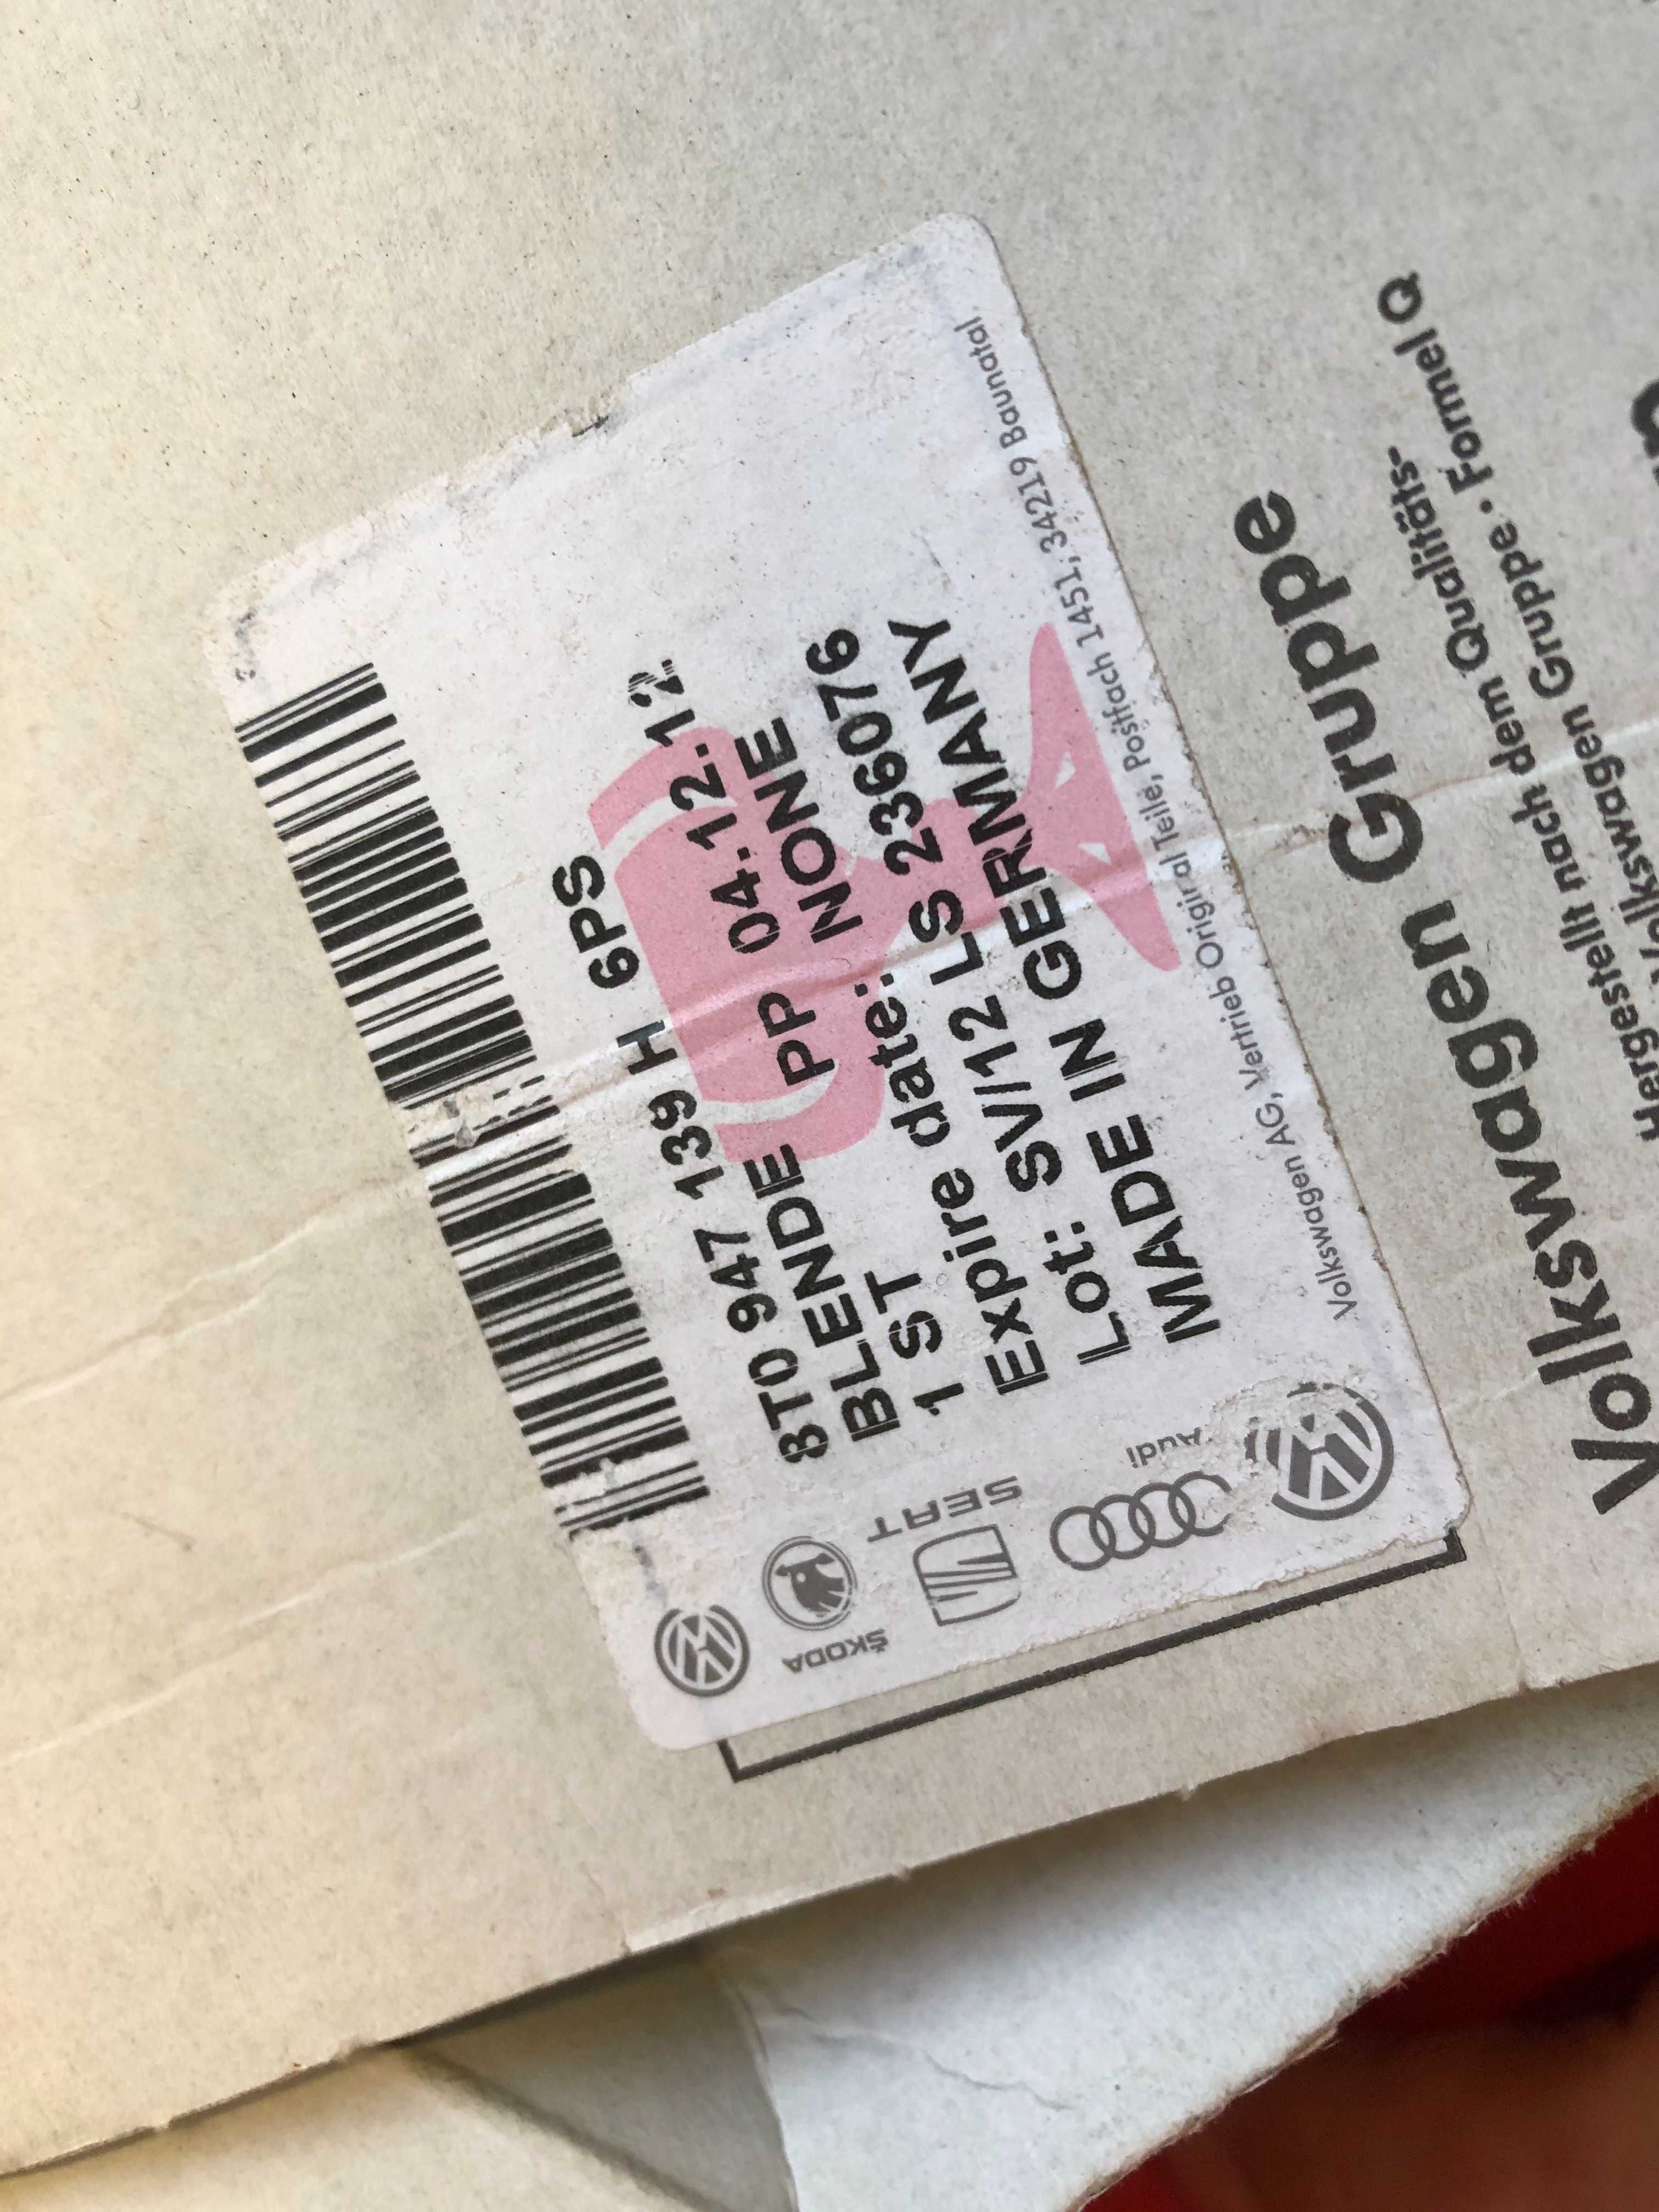 8T0 947 139 H 6PS
BLENDE PP 04.12.12
BLENDE NONE
1 ST
Expire date:
Lot: SV/12 LS 236076
MADE IN GERMANY
Volkswagen AG, Vertrieb Original Teile, Postfach 1451, 34219 Baunatal
ŠKODA
SEAT
Audi
Volkswagen Gruppe
Hergestellt nach dem Qualitäts-
Volkswagen Gruppe • Formel Q